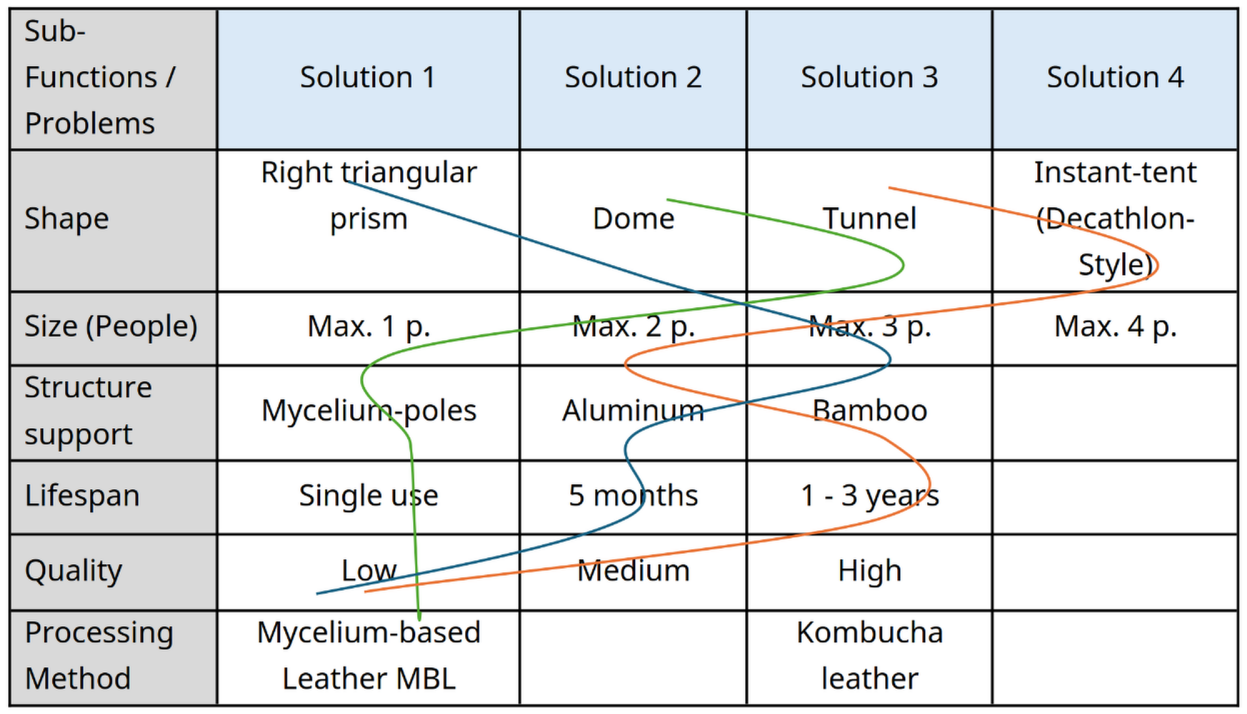 Sub-
Functions /
Problems
Solution 1
Solution 2
Solution 3
Solution 4
Shape
Right triangular
prism
Dome
Tunnel
Instant-tent
(Decathlon-
Style)
Size (People)
Max. 1 p.
Max. 2 p.
Max. 3 p.
Max. 4 p.
Structure
support
Mycelium-poles
Aluminum
Bamboo
Lifespan
Single use
5 months
1 - 3 years
Quality
Low
Medium
High
Processing
Method
Mycelium-based
Leather MBL
Kombucha
leather